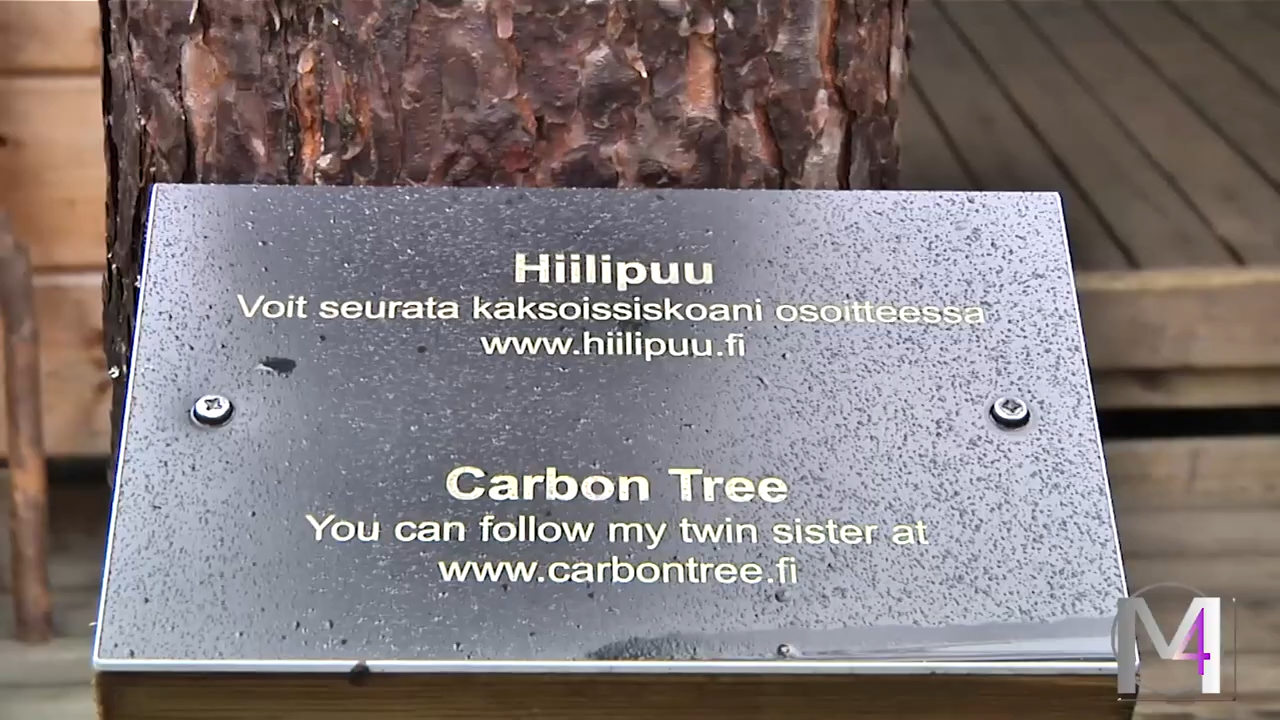 Hiilipuu
Voit seurata kaksoissiskoani osoitteessa
www.hiilipuu.fi
Carbon Tree
You can follow my twin sister at
www.carbontree.fi
M4